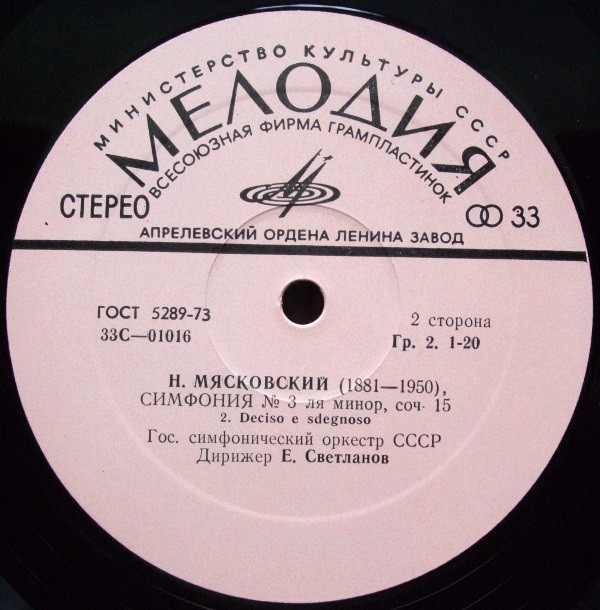 МИНИСТЕРСТВО КУЛЬТУРЫ СССР
МЕЛОДИЯ
ВСЕСОЮЗНАЯ ФИРМА ГРАМПЛАСТИНОК
СТЕРЕО
33
АПРЕЛЕВСКИЙ ОРДЕНА ЛЕНИНА ЗАВОД
ГОСТ 5289-73
33С—01016
2 сторона
Гр. 2. 1-20
Н. МЯСКОВСКИЙ (1881—1950),
СИМФОНИЯ № 3 ля минор, соч. 15
2. Deciso e sdegnoso
Гос. симфонический оркестр СССР
Дирижер Е. Светланов